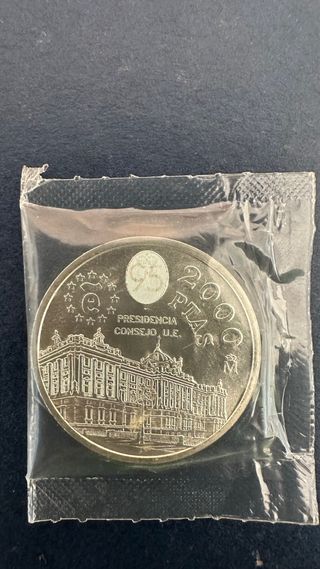 95
2000
PTAS
PRESIDENCIA
CONSEJO, U.E.
M